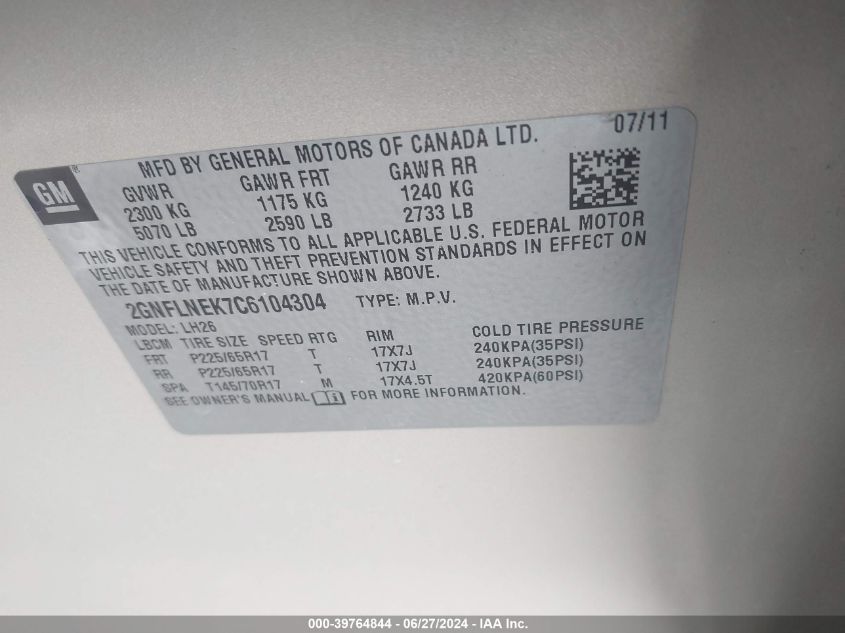 GM
MFD BY GENERAL MOTORS OF CANADA LTD. 07/11
GVWR GAWR FRT GAWR RR
2300 KG 1175 KG 1240 KG
5070 LB 2590 LB 2733 LB
THIS VEHICLE CONFORMS TO ALL APPLICABLE U.S. FEDERAL MOTOR
VEHICLE SAFETY AND THEFT PREVENTION STANDARDS IN EFFECT ON
THE DATE OF MANUFACTURE SHOWN ABOVE.
2GNFLNEK7C6104304 TYPE: M.P.V.
MODEL: LH26
LBCM TIRE SIZE SPEED RTG RIM COLD TIRE PRESSURE
FRT P225/65R17 T 17X7J 240KPA(35PSI)
RR P225/65R17 T 17X7J 240KPA(35PSI)
SPA T145/70R17 M 17X4.5T 420KPA(60PSI)
SEE OWNER'S MANUAL FOR MORE INFORMATION.
000-39764844 - 06/27/2024 - IAA Inc.